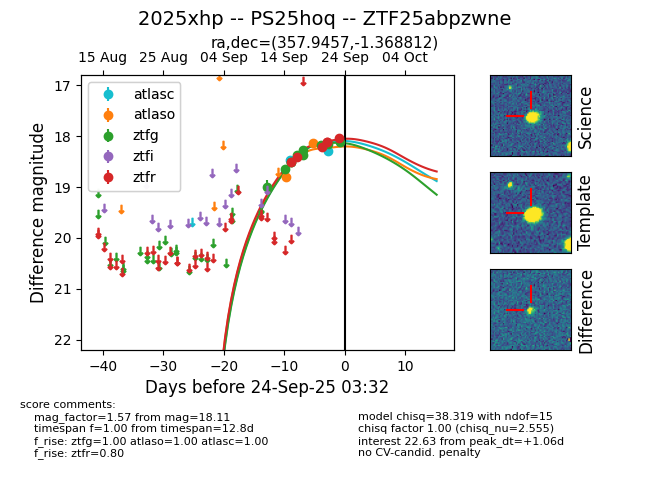 2025xhp -- PS25hoq -- ZTF25abpzwne
ra,dec=(357.9457,-1.368812)
15 Aug 25 Aug 04 Sep 14 Sep 24 Sep 04 Oct
atlasc
atlaso
ztfg
ztfi
ztfr
17
18
19
20
21
22
Difference magnitude
−40 −30 −20 −10 0 10
Days before 24-Sep-25 03:32
Science
Template
Difference
score comments:
mag_factor=1.57 from mag=18.11
timespan f=1.00 from timespan=12.8d
f_rise: ztfg=1.00 atlaso=1.00 atlasc=1.00
f_rise: ztfr=0.80
model chisq=38.319 with ndof=15
chisq factor 1.00 (chisq_nu=2.555)
interest 22.63 from peak_dt=+1.06d
no CV-candid. penalty